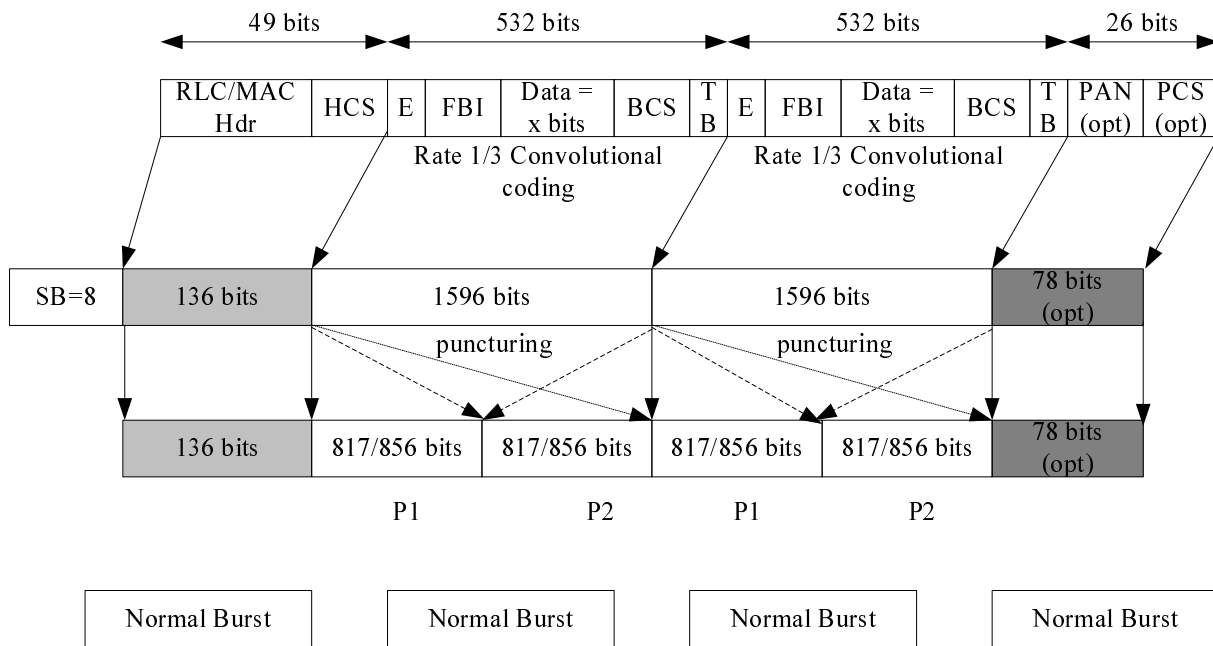 49 bits
532 bits
532 bits
26 bits
RLC/MAC
Hdr
HCS
E
FBI
Data =
x bits
BCS
T
B
E
FBI
Data =
x bits
BCS
T
B
PAN
(opt)
PCS
(opt)
Rate 1/3 Convolutional
coding
Rate 1/3 Convolutional
coding
SB=8
136 bits
1596 bits
1596 bits
78 bits
(opt)
puncturing
puncturing
136 bits
817/856 bits
817/856 bits
817/856 bits
817/856 bits
78 bits
(opt)
P1
P2
P1
P2
Normal Burst
Normal Burst
Normal Burst
Normal Burst